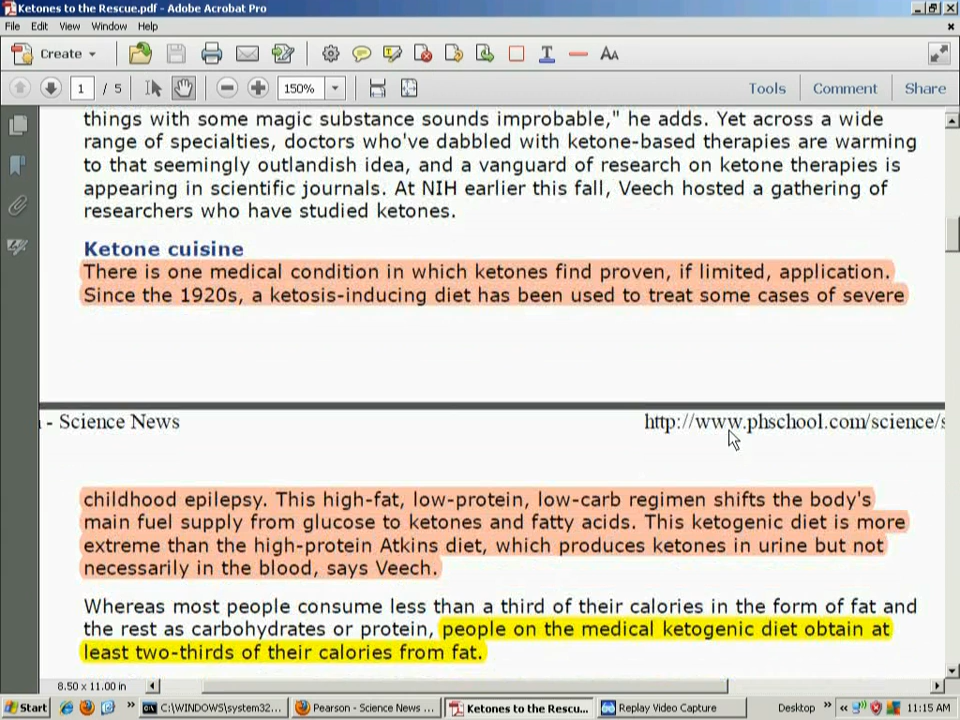 Ketones to the Rescue.pdf - Adobe Acrobat Pro
File Edit View Window Help
Create
1 / 5 150% Tools Comment Share
things with some magic substance sounds improbable," he adds. Yet across a wide
range of specialties, doctors who've dabbled with ketone-based therapies are warming
to that seemingly outlandish idea, and a vanguard of research on ketone therapies is
appearing in scientific journals. At NIH earlier this fall, Veech hosted a gathering of
researchers who have studied ketones.
Ketone cuisine
There is one medical condition in which ketones find proven, if limited, application.
Since the 1920s, a ketosis-inducing diet has been used to treat some cases of severe
- Science News http://www.phschool.com/science/s
childhood epilepsy. This high-fat, low-protein, low-carb regimen shifts the body's
main fuel supply from glucose to ketones and fatty acids. This ketogenic diet is more
extreme than the high-protein Atkins diet, which produces ketones in urine but not
necessarily in the blood, says Veech.
Whereas most people consume less than a third of their calories in the form of fat and
the rest as carbohydrates or protein, people on the medical ketogenic diet obtain at
least two-thirds of their calories from fat.
8.50 x 11.00 in
Start C:\WINDOWS\system32... Pearson - Science News ... Ketones to the Rescu... Replay Video Capture Desktop 11:15 AM